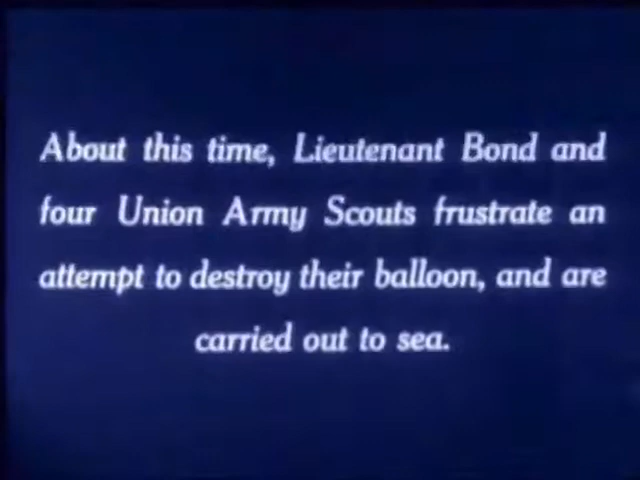 About this time, Lieutenant Bond and
four Union Army Scouts frustrate an
attempt to destroy their balloon, and are
carried out to sea.